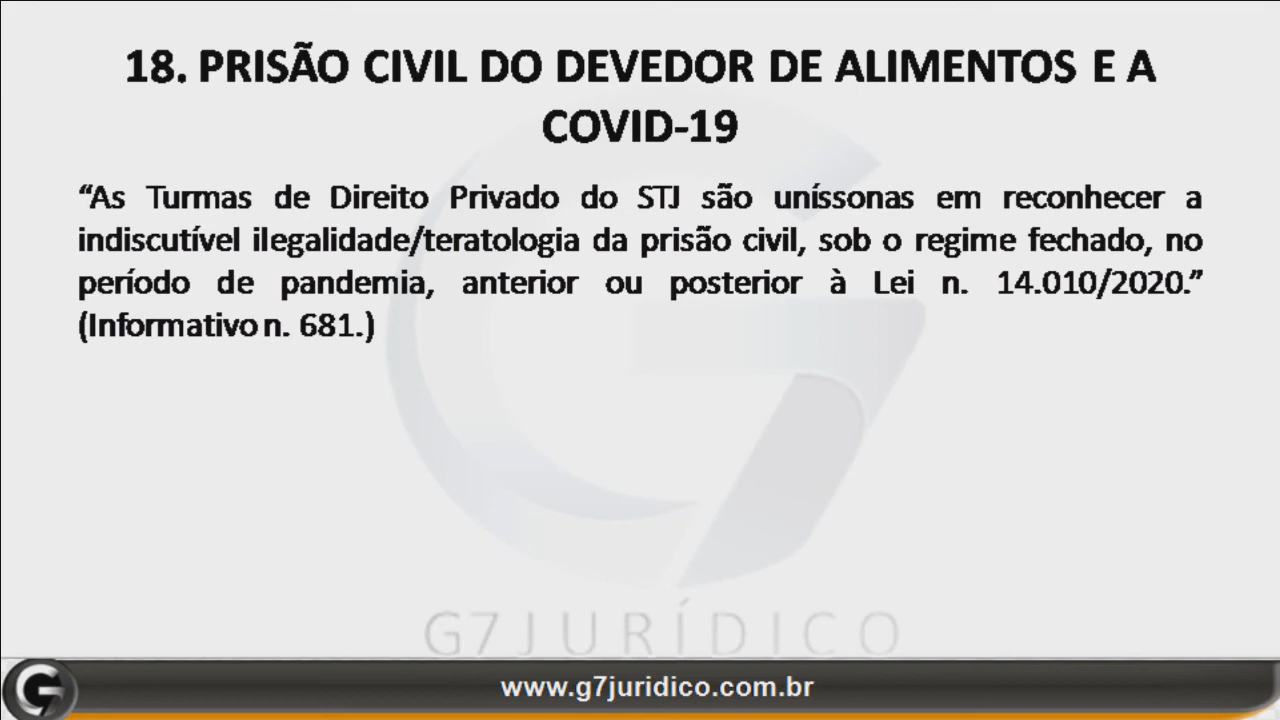 18. PRISÃO CIVIL DO DEVEDOR DE ALIMENTOS E A
COVID-19
“As Turmas de Direito Privado do STJ são uníssonas em reconhecer a
indiscutível ilegalidade/teratologia da prisão civil, sob o regime fechado, no
período de pandemia, anterior ou posterior à Lei n. 14.010/2020.”
(Informativo n. 681.)
G7JURÍDICO
www.g7juridico.com.br